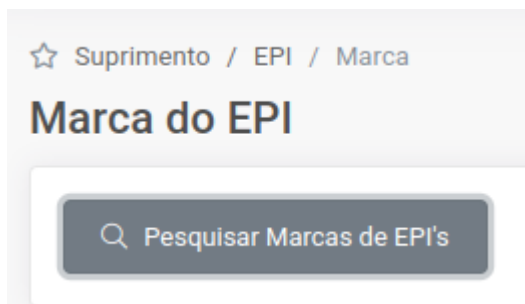 Suprimento / EPI / Marca
Marca do EPI
Pesquisar Marcas de EPI's